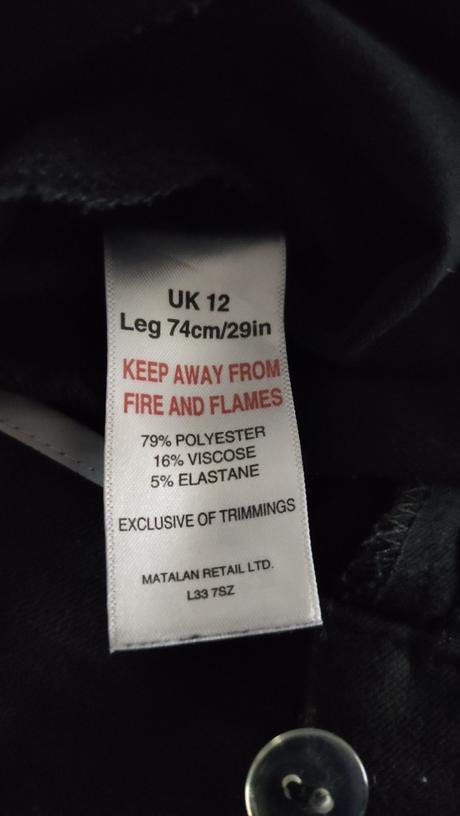 UK 12
Leg 74cm/29in
KEEP AWAY FROM
FIRE AND FLAMES
79% POLYESTER
16% VISCOSE
5% ELASTANE
EXCLUSIVE OF TRIMMINGS
MATALAN RETAIL LTD.
L33 7SZ